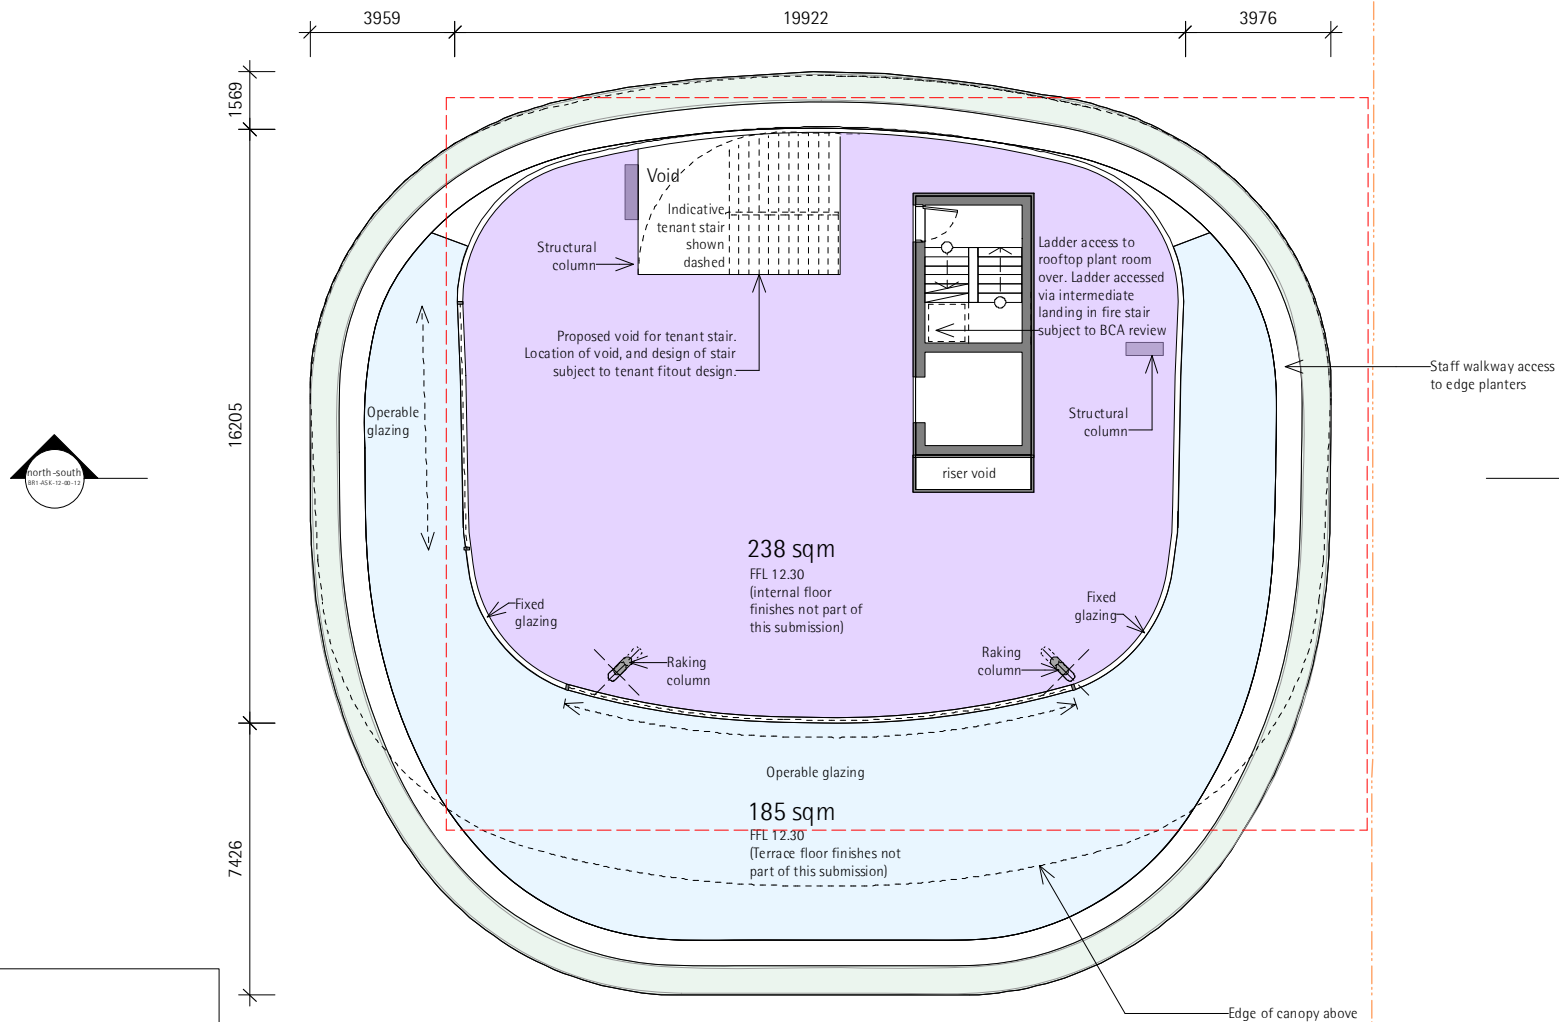 3959
19922
3976
1569
16205
7426
Void
Indicative
tenant stair
shown
dashed
Structural
column
Ladder access to
rooftop plant room
over. Ladder accessed
via intermediate
landing in fire stair
subject to BCA review
Proposed void for tenant stair.
Location of void, and design of stair
subject to tenant fitout design.
Staff walkway access
to edge planters
Operable
glazing
Structural
column
north-south
BR1-ASK-12-00-12
riser void
238 sqm
FFL 12.30
(internal floor
finishes not part of
this submission)
Fixed
glazing
Fixed
glazing
Raking
column
Raking
column
Operable glazing
185 sqm
FFL 12.30
(Terrace floor finishes not
part of this submission)
Edge of canopy above